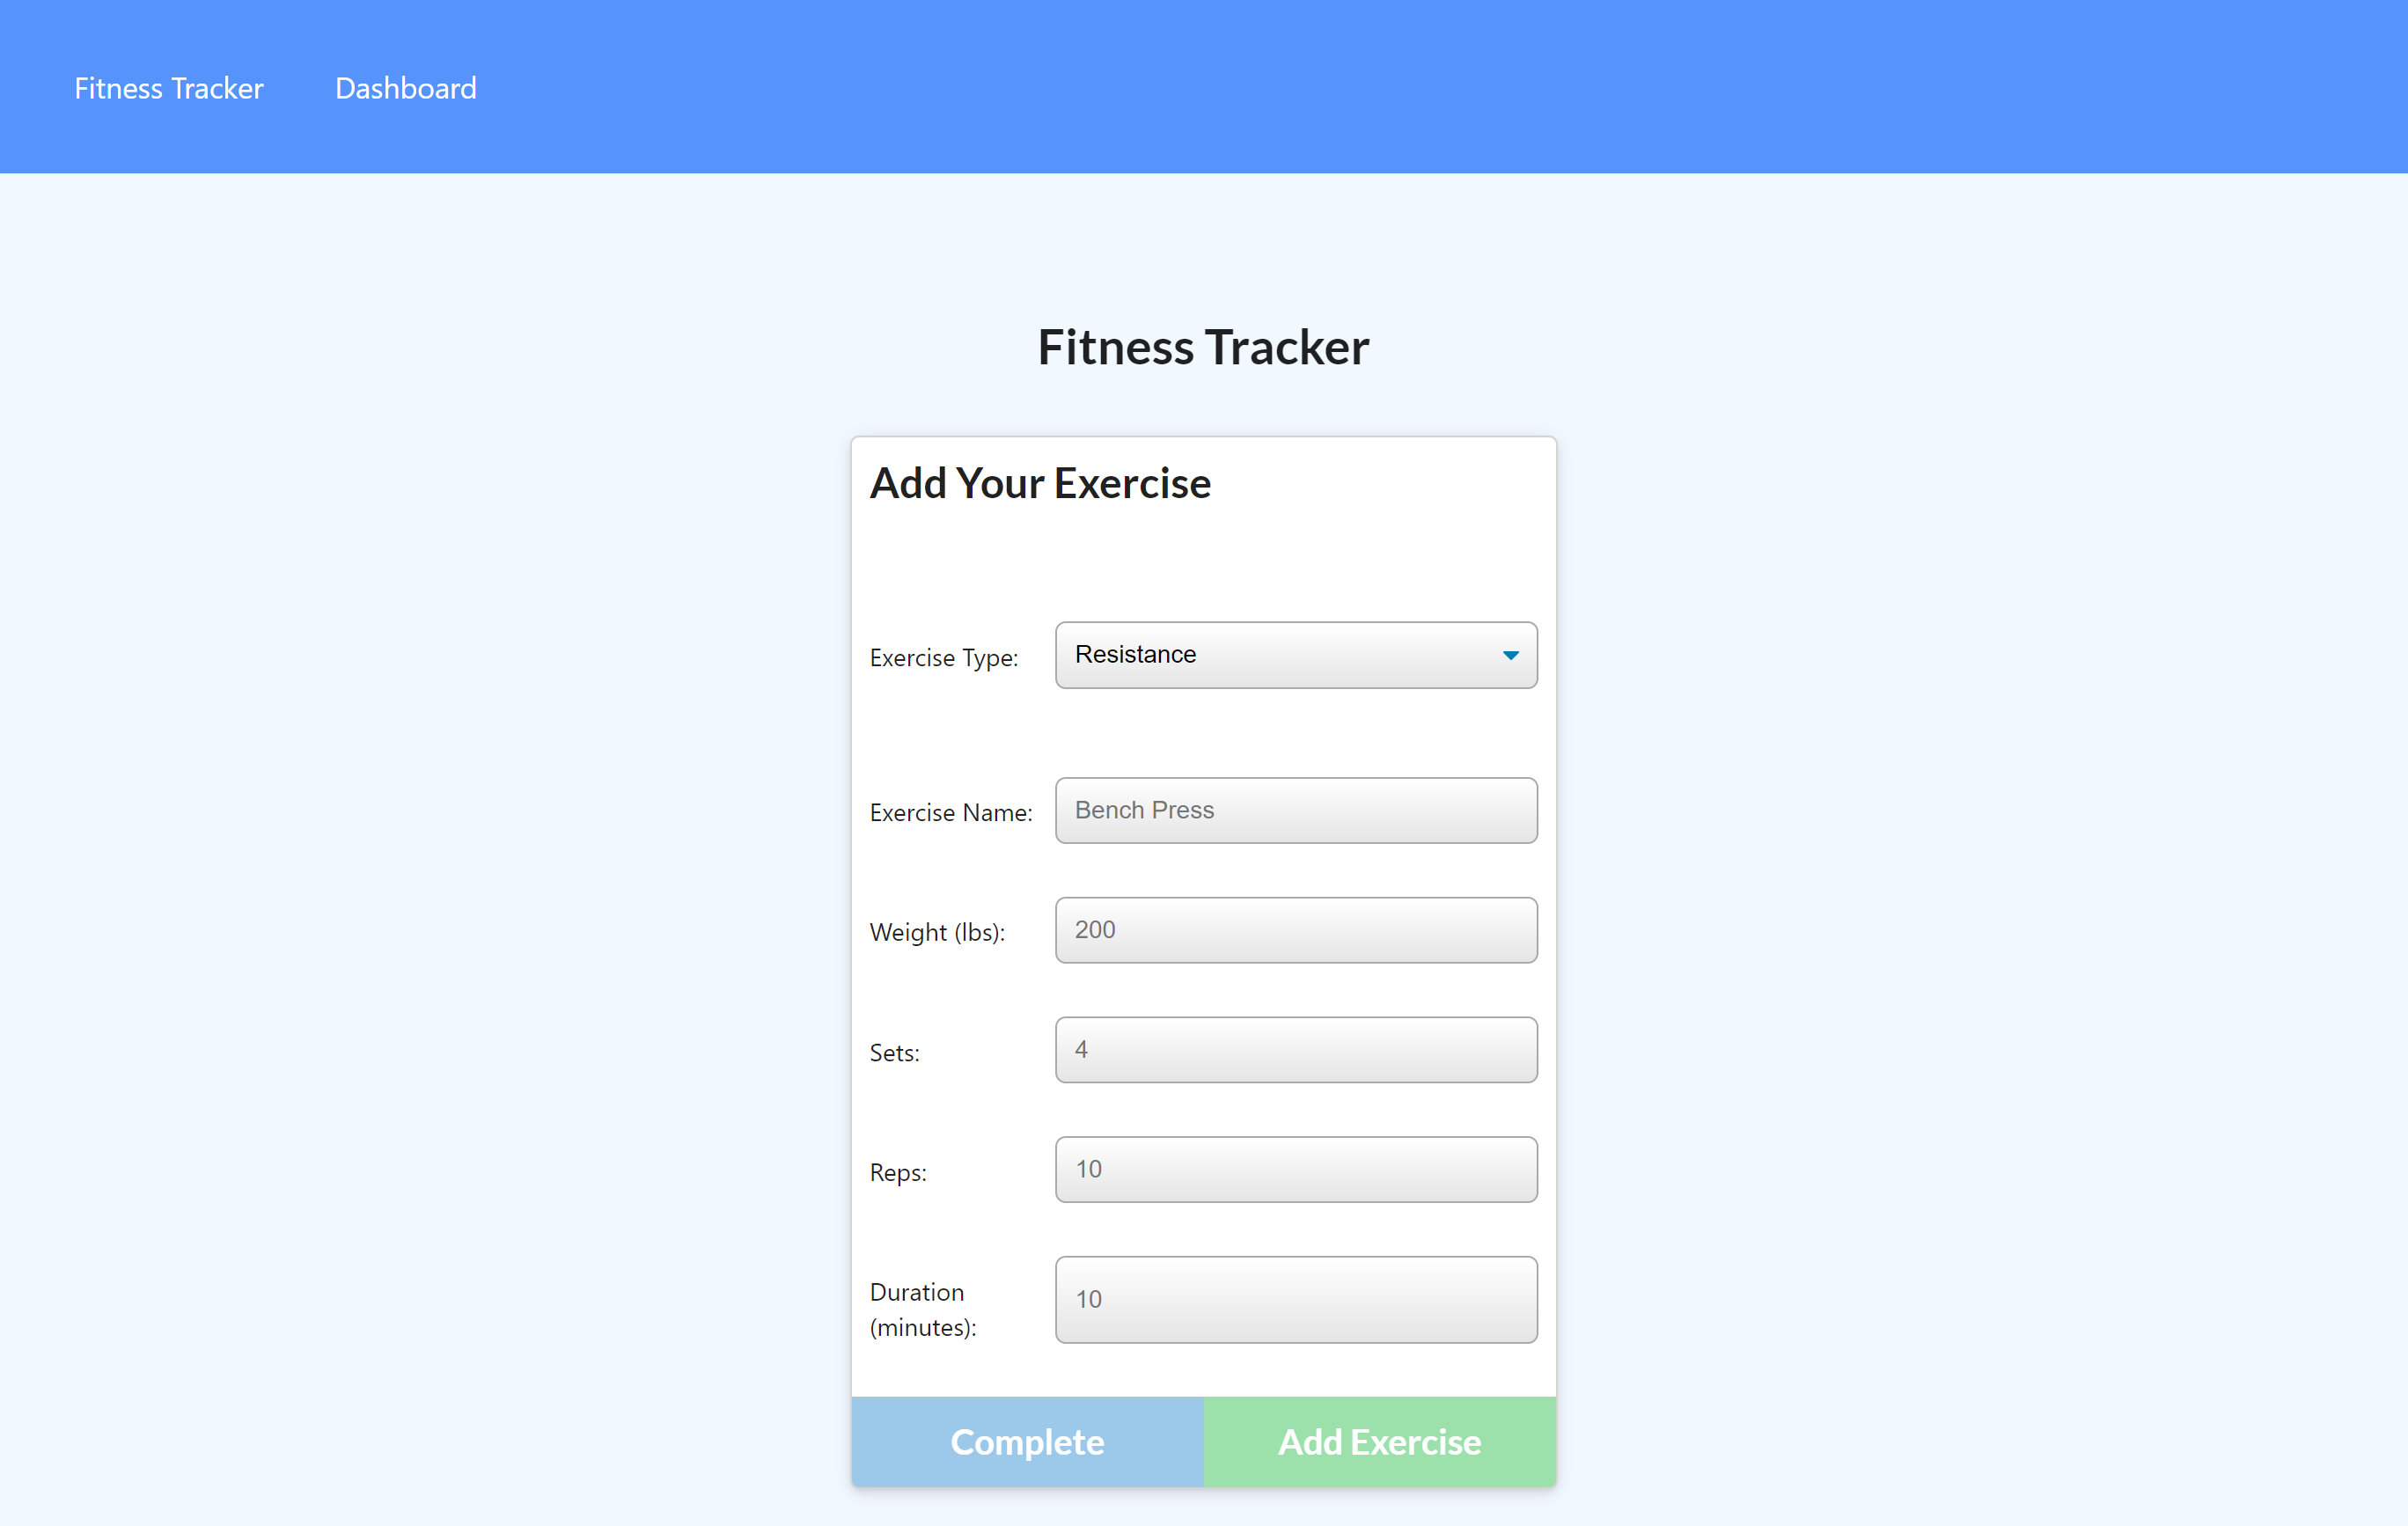 Fitness Tracker Dashboard
Fitness Tracker
Add Your Exercise
Exercise Type: Resistance
Exercise Name: Bench Press
Weight (lbs): 200
Sets: 4
Reps: 10
Duration
(minutes): 10
Complete Add Exercise